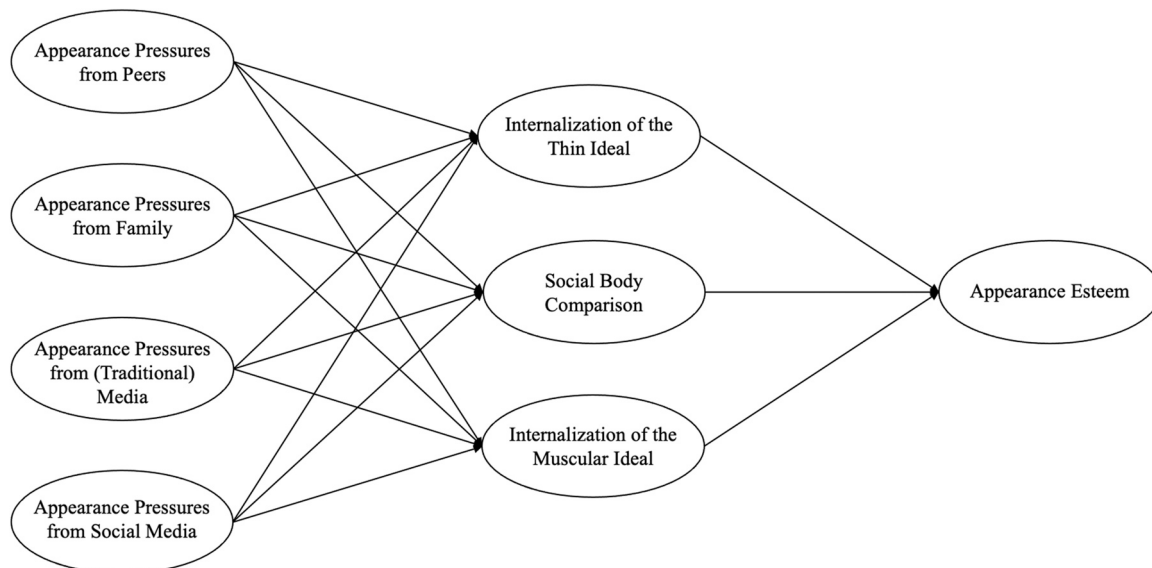 Appearance Pressures
from Peers
Appearance Pressures
from Family
Appearance Pressures
from (Traditional)
Media
Appearance Pressures
from Social Media
Internalization of the
Thin Ideal
Social Body
Comparison
Internalization of the
Muscular Ideal
Appearance Esteem